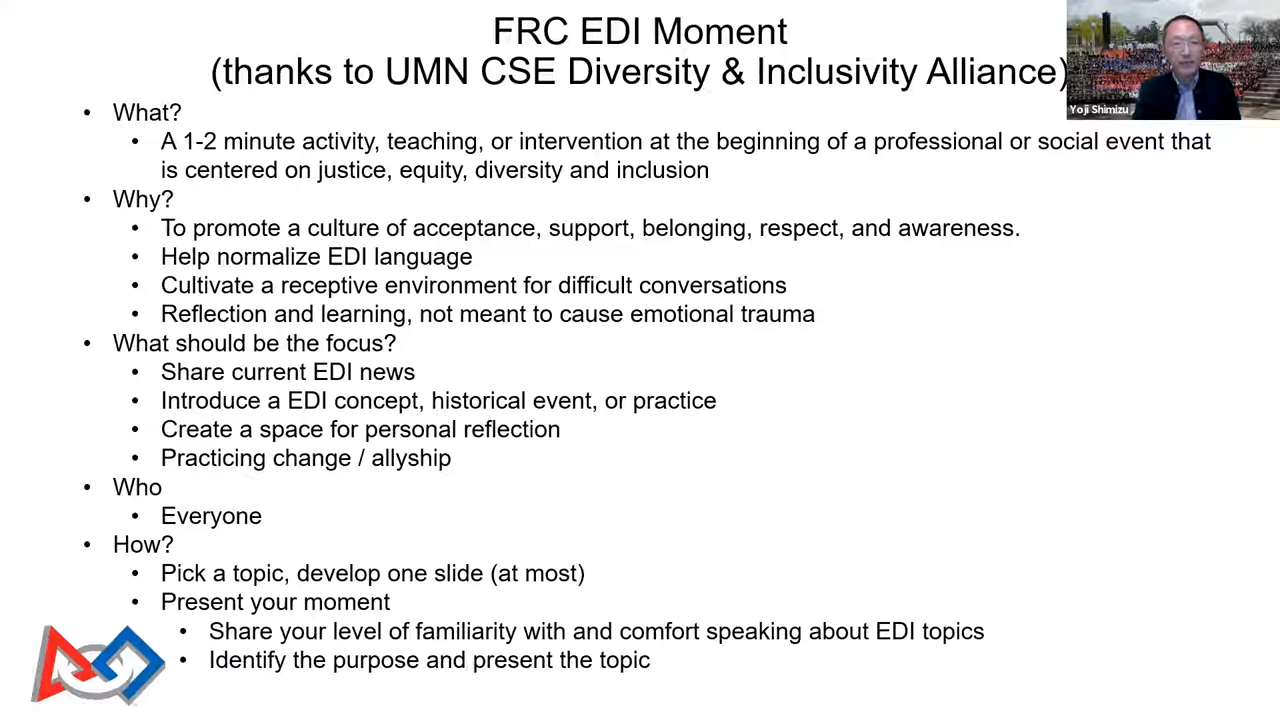 FRC EDI Moment
(thanks to UMN CSE Diversity & Inclusivity Alliance)
Yoji Shimizu
• What?
• A 1-2 minute activity, teaching, or intervention at the beginning of a professional or social event that
is centered on justice, equity, diversity and inclusion
• Why?
• To promote a culture of acceptance, support, belonging, respect, and awareness.
• Help normalize EDI language
• Cultivate a receptive environment for difficult conversations
• Reflection and learning, not meant to cause emotional trauma
• What should be the focus?
• Share current EDI news
• Introduce a EDI concept, historical event, or practice
• Create a space for personal reflection
• Practicing change / allyship
• Who
• Everyone
• How?
• Pick a topic, develop one slide (at most)
• Present your moment
• Share your level of familiarity with and comfort speaking about EDI topics
• Identify the purpose and present the topic